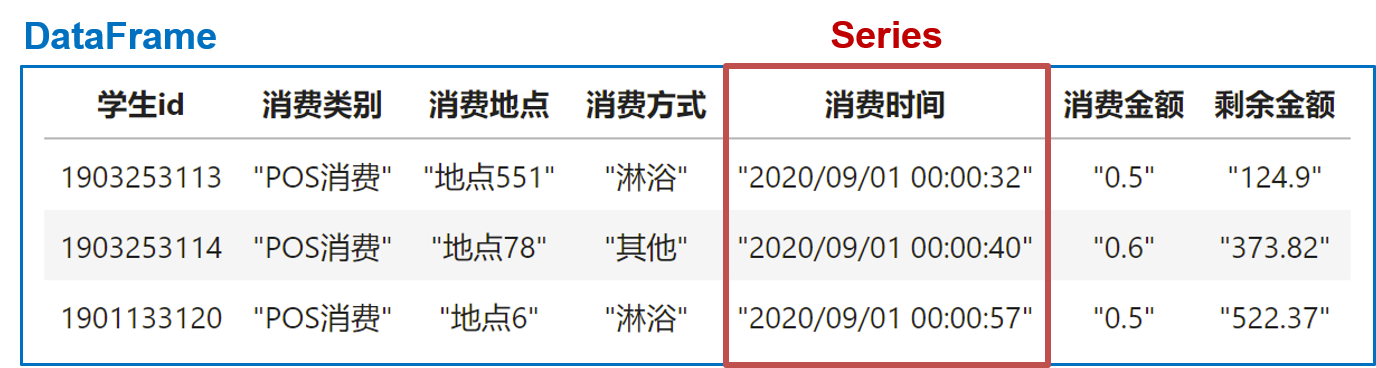 DataFrame Series
学生id 消费类别 消费地点 消费方式 消费时间 消费金额 剩余金额
1903253113 "POS消费" "地点551" "淋浴" "2020/09/01 00:00:32" "0.5" "124.9"
1903253114 "POS消费" "地点78" "其他" "2020/09/01 00:00:40" "0.6" "373.82"
1901133120 "POS消费" "地点6" "淋浴" "2020/09/01 00:00:57" "0.5" "522.37"